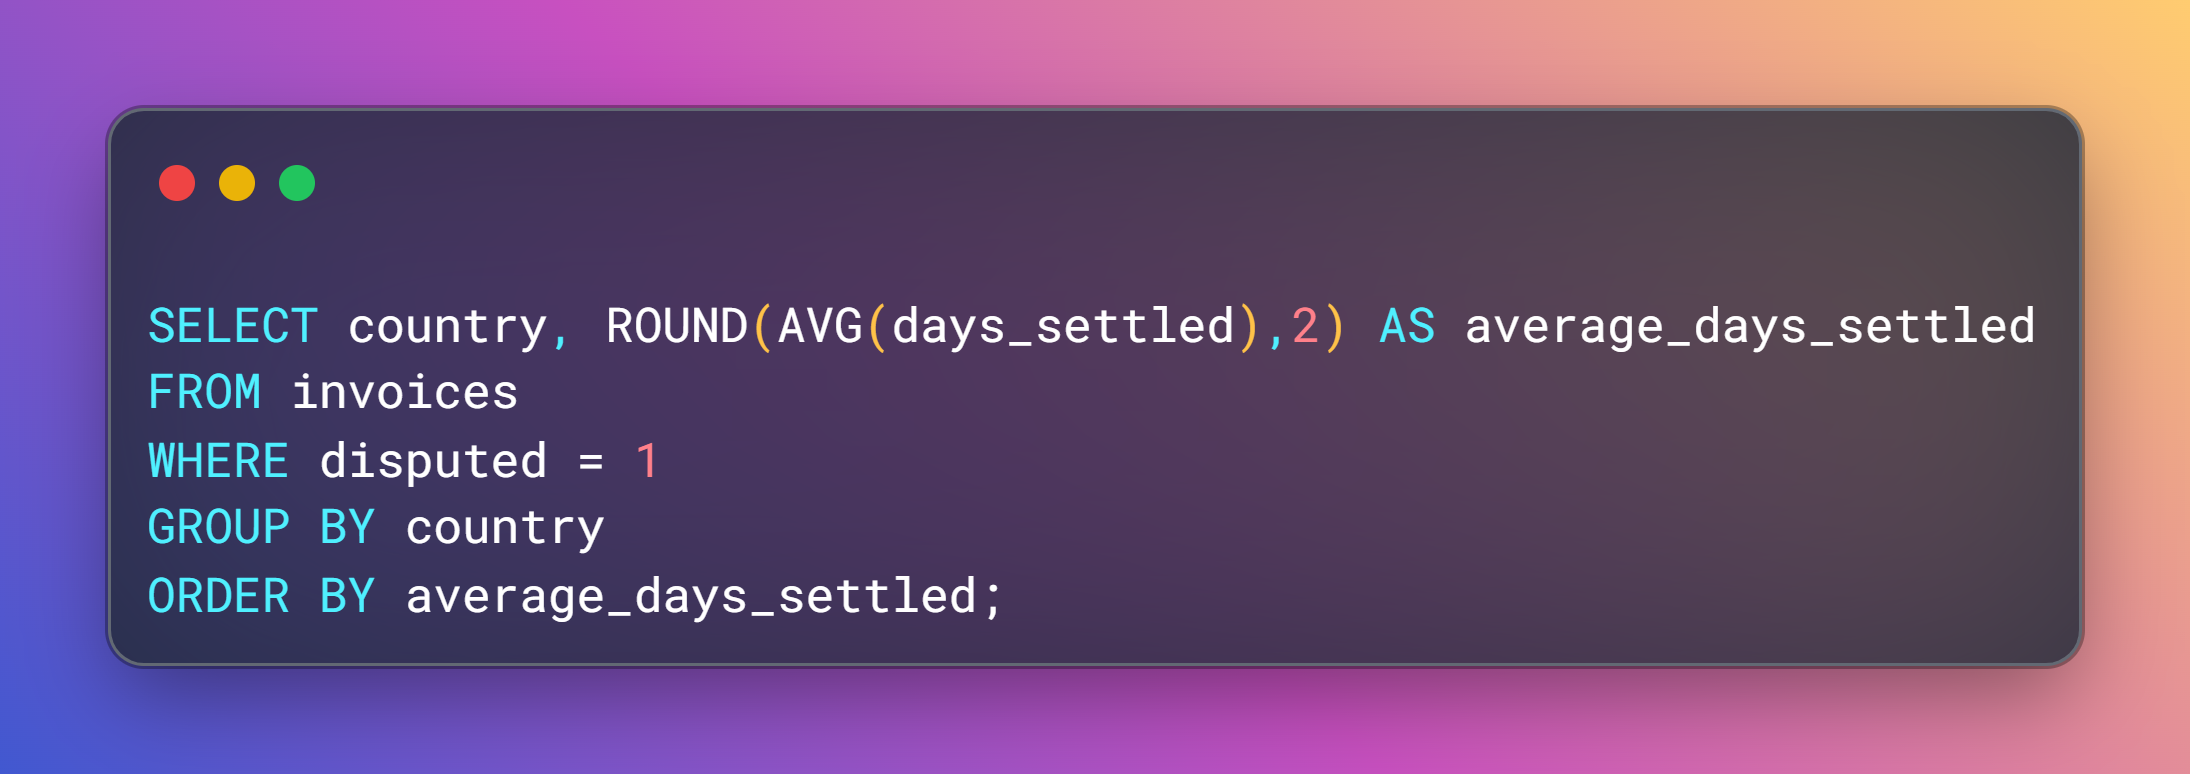 SELECT country, ROUND(AVG(days_settled),2) AS average_days_settled
FROM invoices
WHERE disputed = 1
GROUP BY country
ORDER BY average_days_settled;